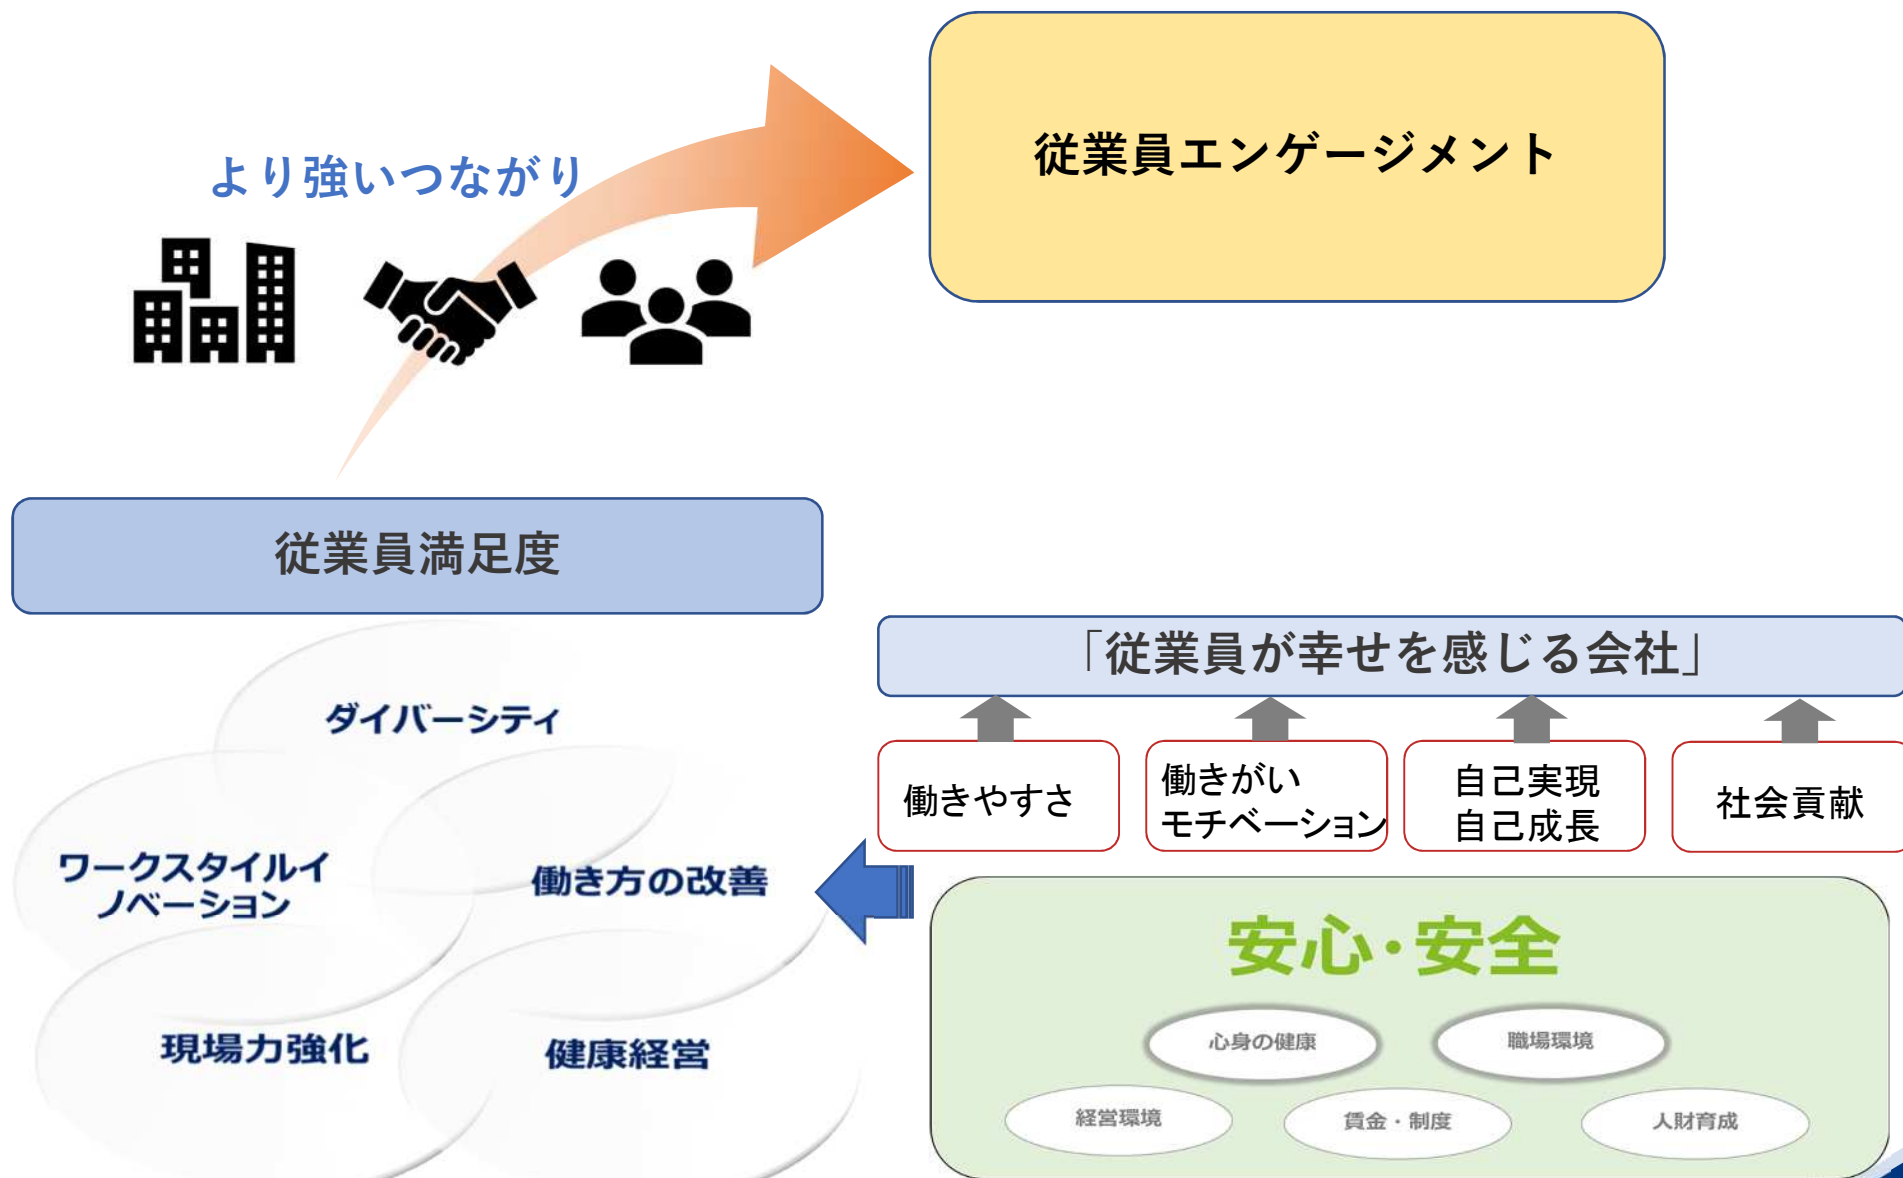 従業員エンゲージメント
より強いつながり
従業員満足度
「従業員が幸せを感じる会社」
ダイバーシティ
ワークスタイルイ
ノベーション
働き方の改善
現場力強化
健康経営
働きやすさ
働きがい
モチベーション
自己実現
自己成長
社会貢献
安心・安全
心身の健康
職場環境
経営環境
賃金・制度
人財育成